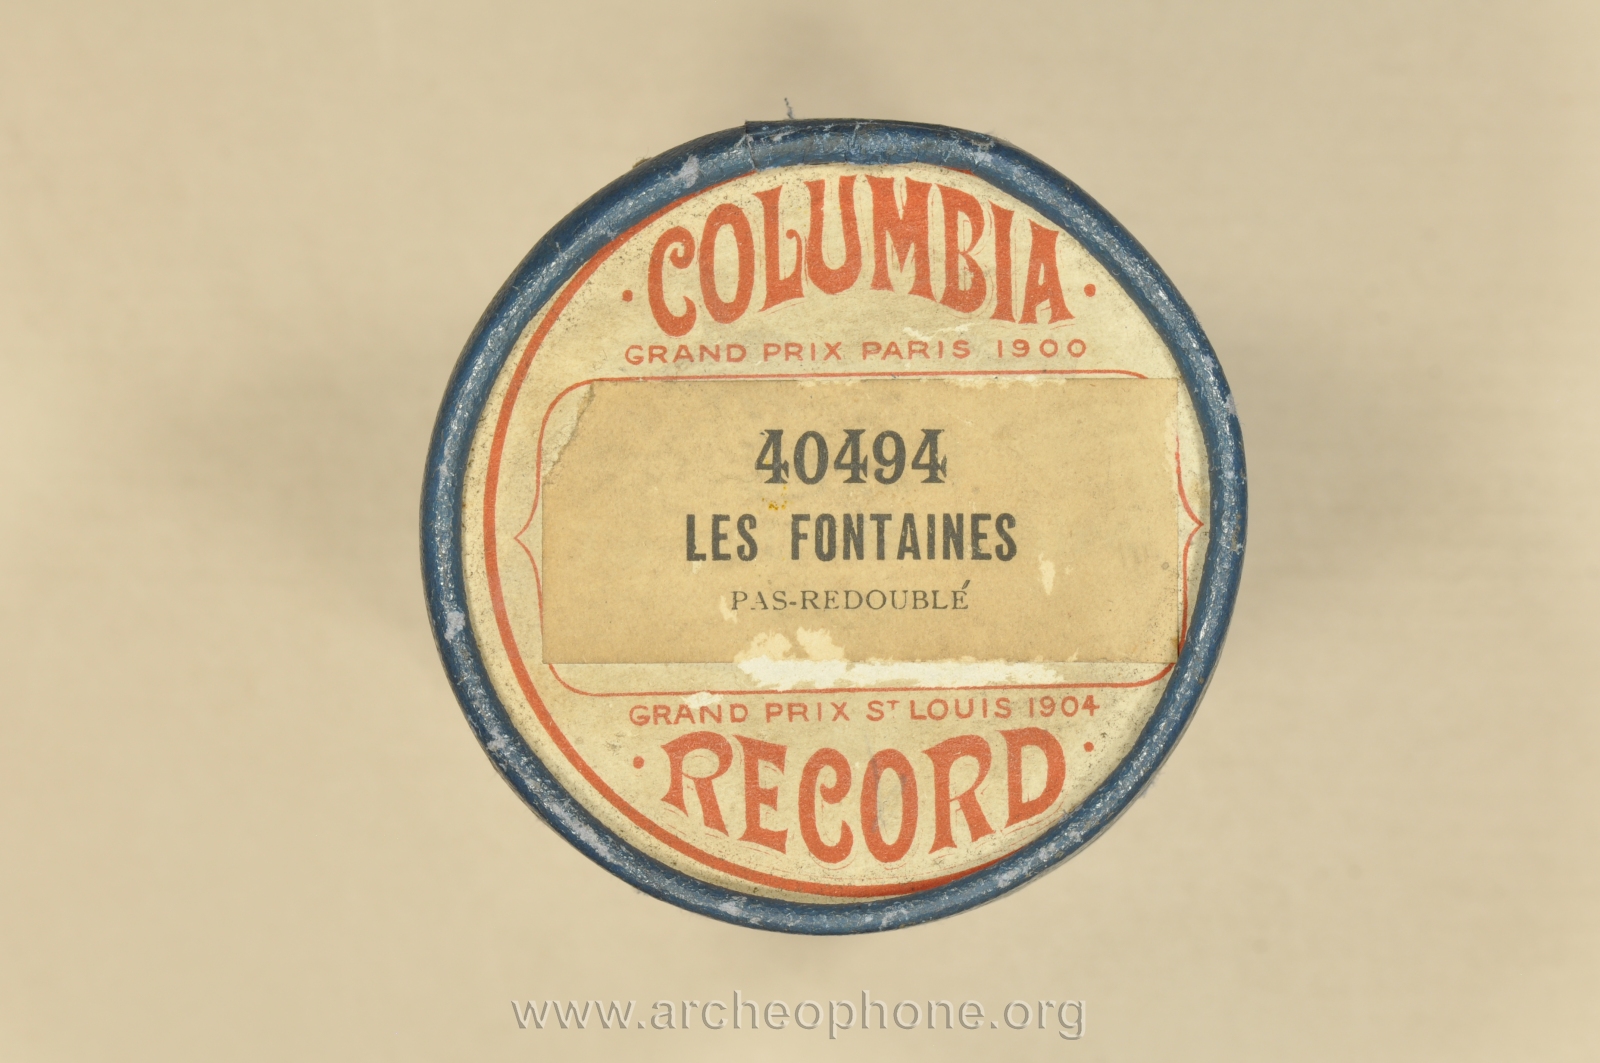 COLUMBIA
GRAND PRIX PARIS 1900
40494
LES FONTAINES
PAS-REDOUBLÉ
GRAND PRIX ST LOUIS 1904
RECORD
www.archeophone.org